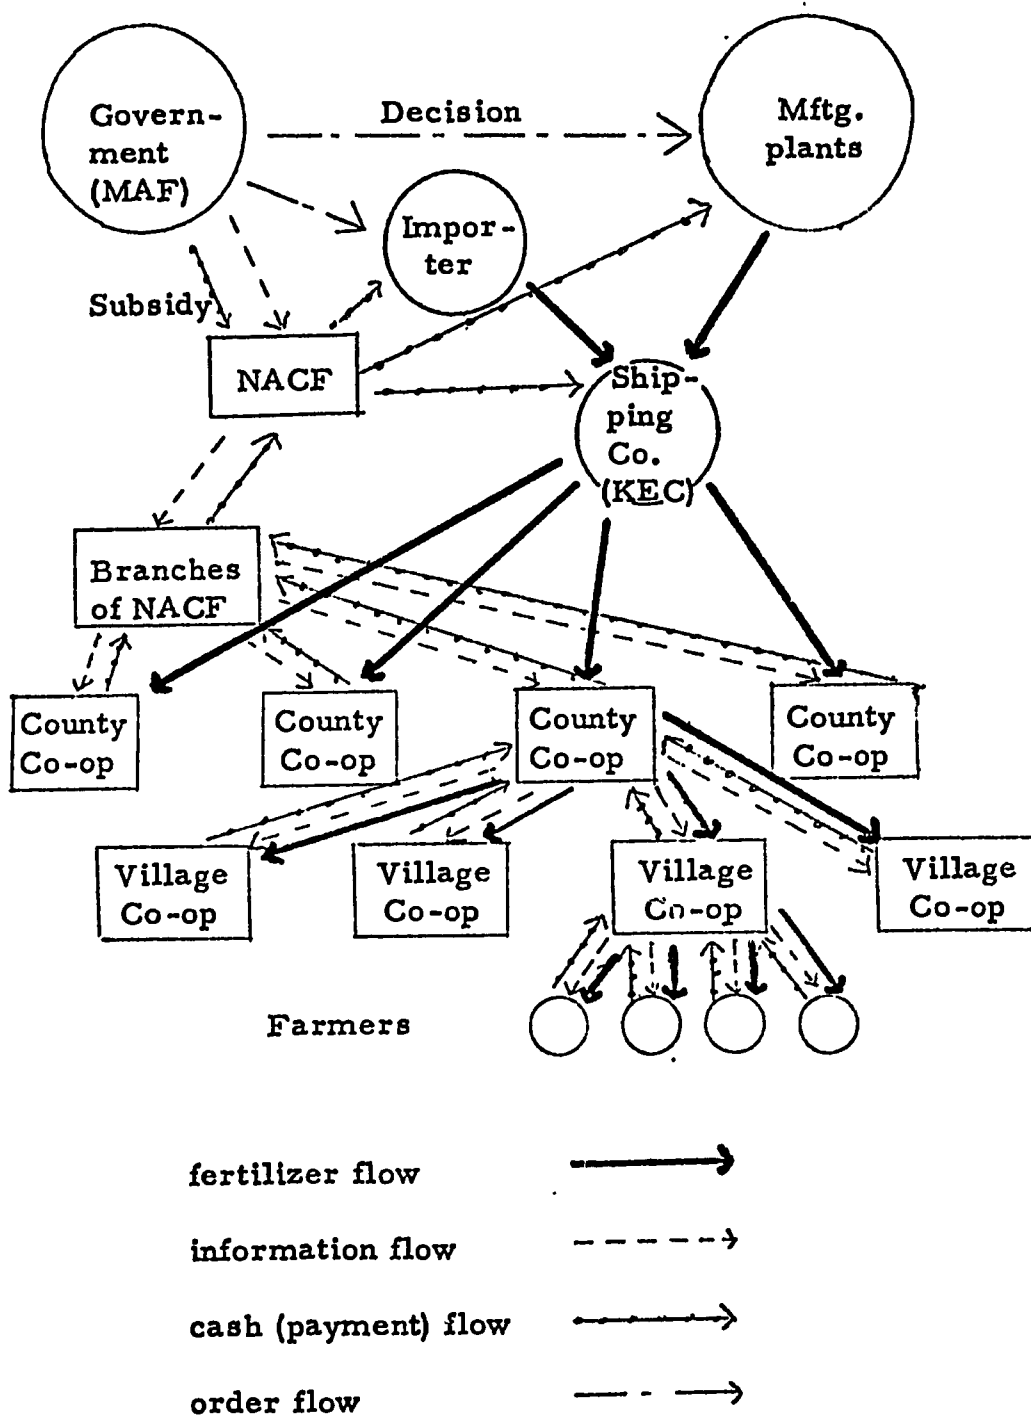 Govern-
ment
(MAF)
Decision
Mftg.
plants
Impor-
ter
Subsidy
NACF
Ship-
ping
Co.
(KEC)
Branches
of NACF
County
Co-op
County
Co-op
County
Co-op
County
Co-op
Village
Co-op
Village
Co-op
Village
Co-op
Village
Co-op
Farmers
fertilizer flow
information flow
cash (payment) flow
order flow